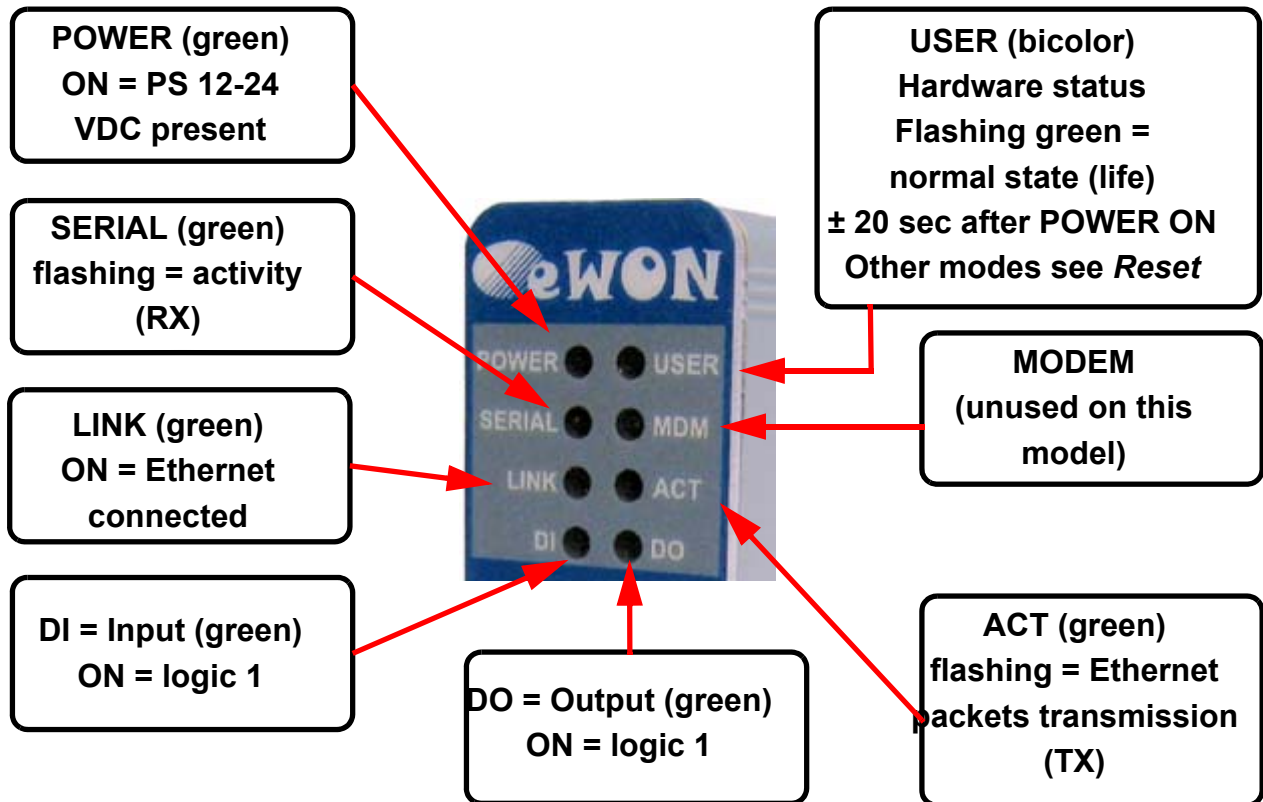 POWER (green)
ON = PS 12-24
VDC present
USER (bicolor)
Hardware status
Flashing green =
normal state (life)
± 20 sec after POWER ON
Other modes see Reset
SERIAL (green)
flashing = activity
(RX)
eWON
POWER USER
SERIAL MDM
LINK ACT
DI DO
MODEM
(unused on this
model)
LINK (green)
ON = Ethernet
connected
DI = Input (green)
ON = logic 1
DO = Output (green)
ON = logic 1
ACT (green)
flashing = Ethernet
packets transmission
(TX)